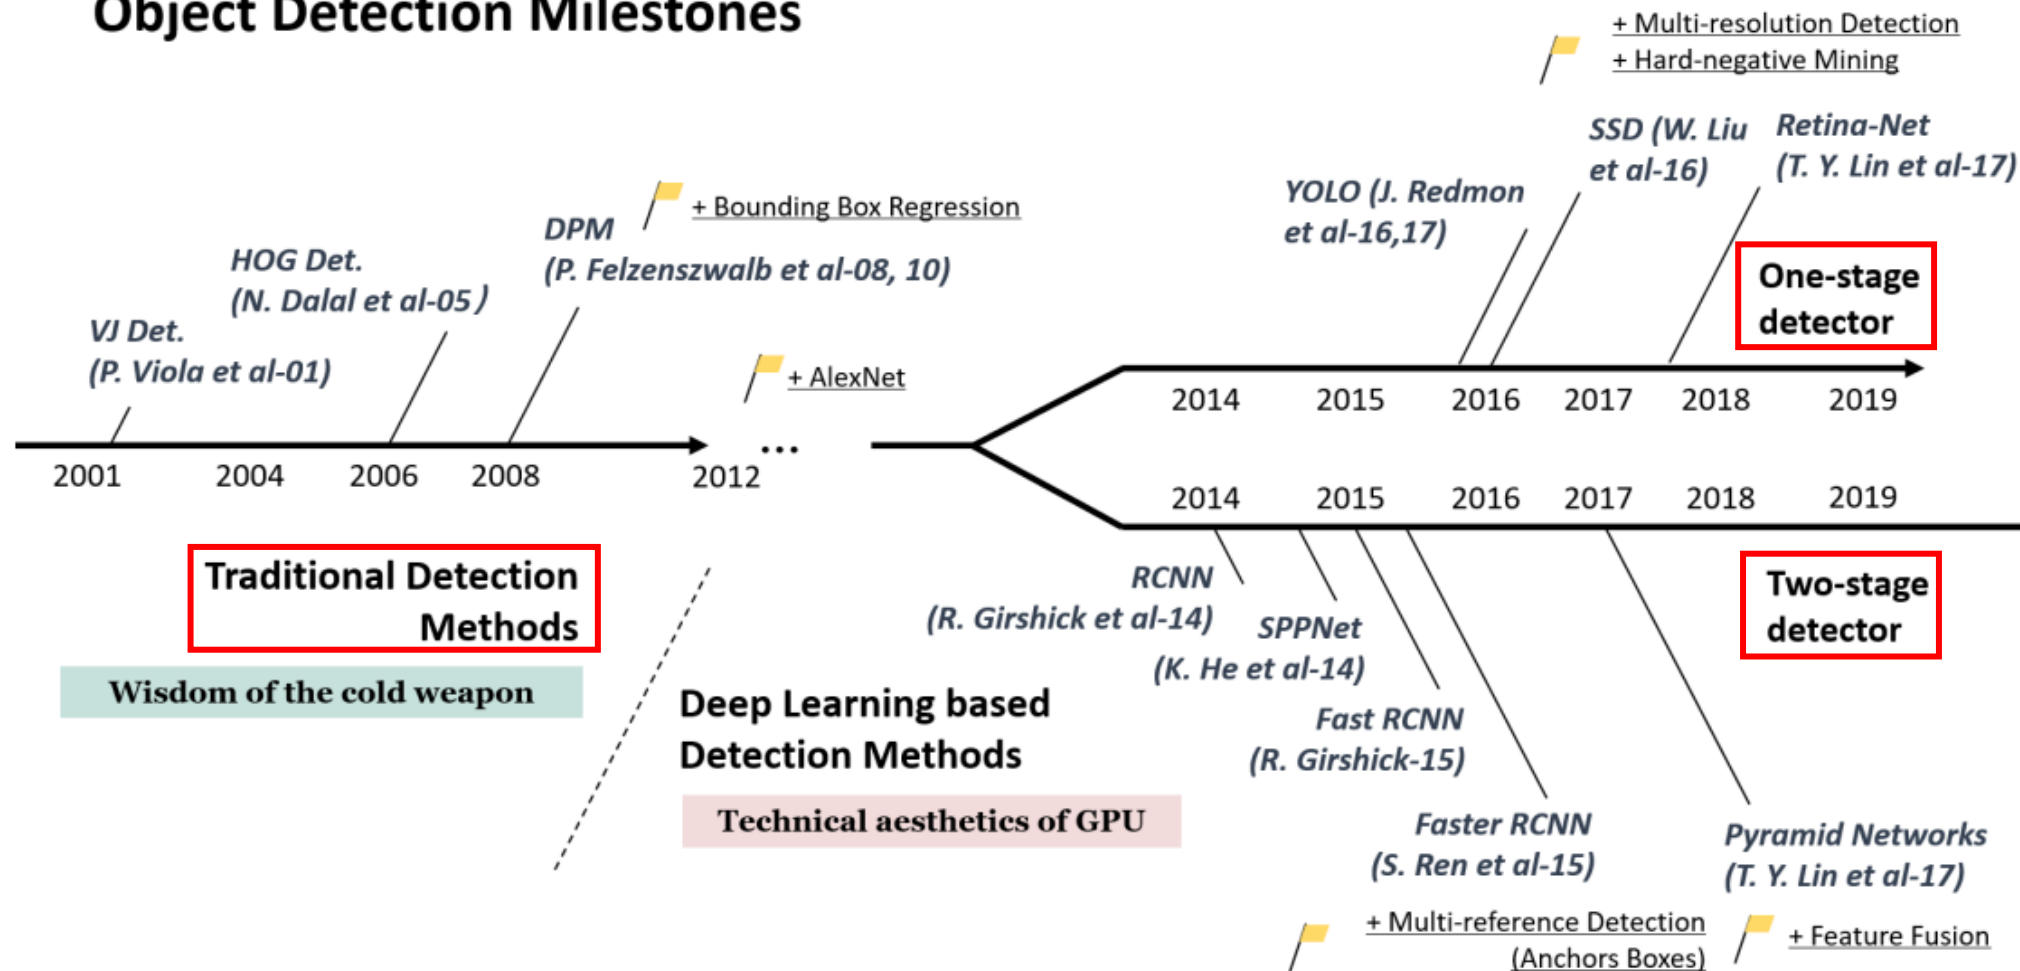 Object Detection Milestones
+ Multi-resolution Detection
+ Hard-negative Mining
SSD (W. Liu
et al-16)
Retina-Net
(T. Y. Lin et al-17)
YOLO (J. Redmon
et al-16,17)
+ Bounding Box Regression
DPM
(P. Felzenszwalb et al-08, 10)
HOG Det.
(N. Dalal et al-05)
VJ Det.
(P. Viola et al-01)
One-stage
detector
+ AlexNet
2014 2015 2016 2017 2018 2019
...
2001 2004 2006 2008 2012
2014 2015 2016 2017 2018 2019
Traditional Detection
Methods
Wisdom of the cold weapon
RCNN
(R. Girshick et al-14)
SPPNet
(K. He et al-14)
Two-stage
detector
Deep Learning based
Detection Methods
Technical aesthetics of GPU
Fast RCNN
(R. Girshick-15)
Faster RCNN
(S. Ren et al-15)
Pyramid Networks
(T. Y. Lin et al-17)
+ Multi-reference Detection
(Anchors Boxes)
+ Feature Fusion